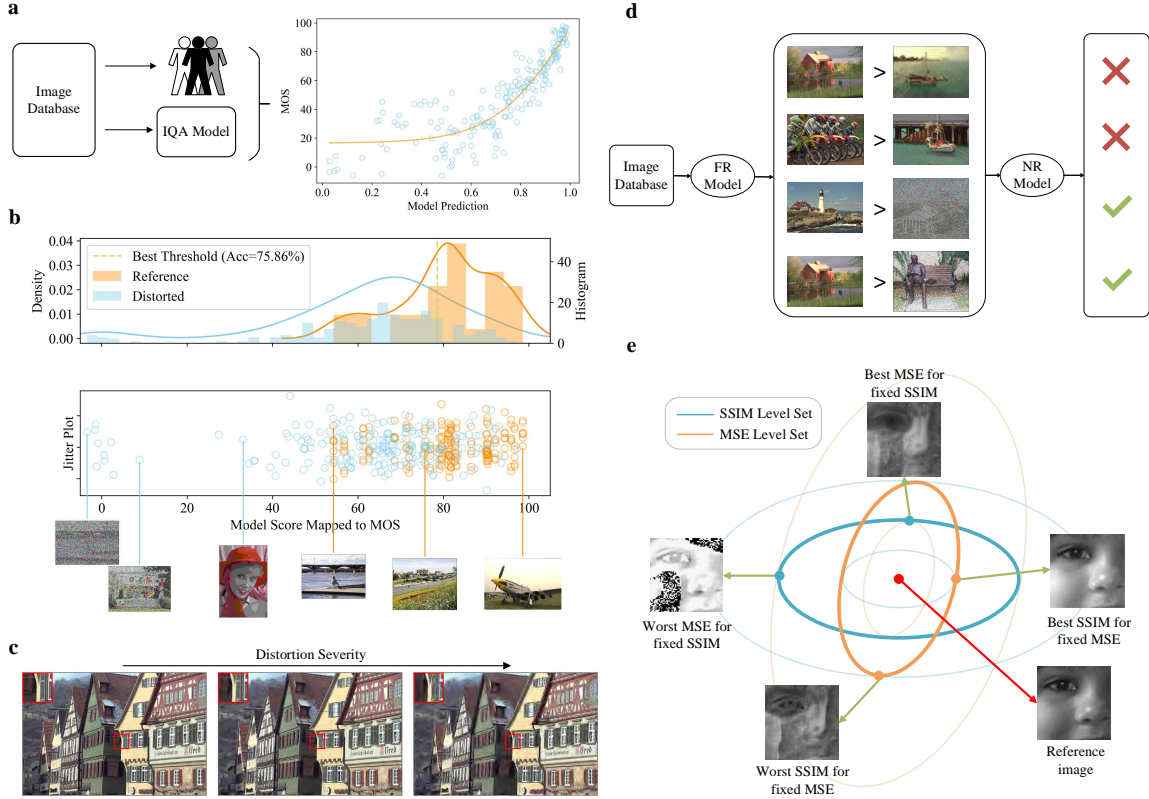 a
Image
Database
IQA Model
MOS
100
80
60
40
20
0
0.0 0.2 0.4 0.6 0.8 1.0
Model Prediction
b
Density
0.04
0.03
0.02
0.01
0.00
Best Threshold (Acc=75.86%)
Reference
Distorted
40
20
0
Histogram
Jitter Plot
0 20 40 60 80 100
Model Score Mapped to MOS
c
Distortion Severity
Alfred
Alfred
Alfred
d
Image
Database
FR
Model
>
>
>
>
NR
Model
e
SSIM Level Set
MSE Level Set
Best MSE for
fixed SSIM
Worst MSE for
fixed SSIM
Best SSIM for
fixed MSE
Worst SSIM for
fixed MSE
Reference
image